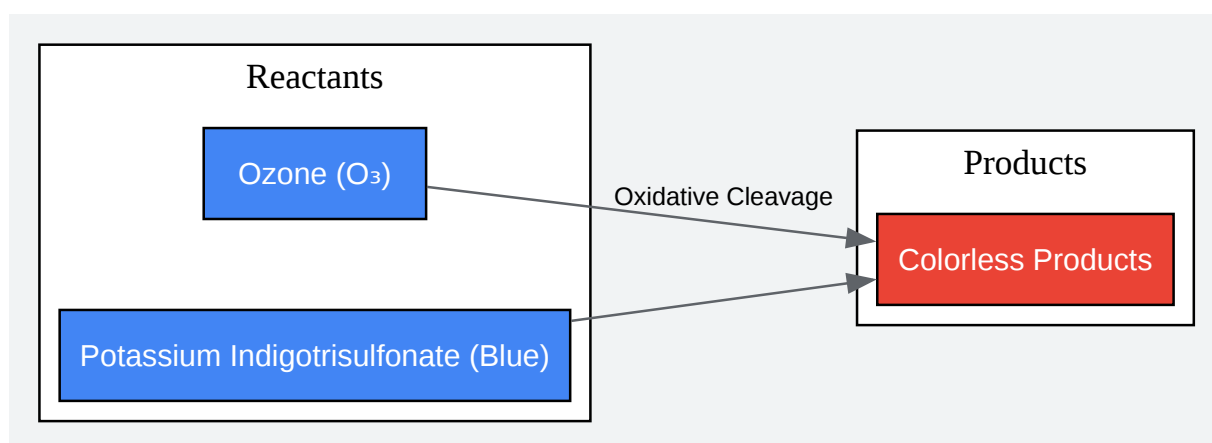 Reactants
Ozone (O₃)
Potassium Indigotrisulfonate (Blue)
Oxidative Cleavage
Products
Colorless Products